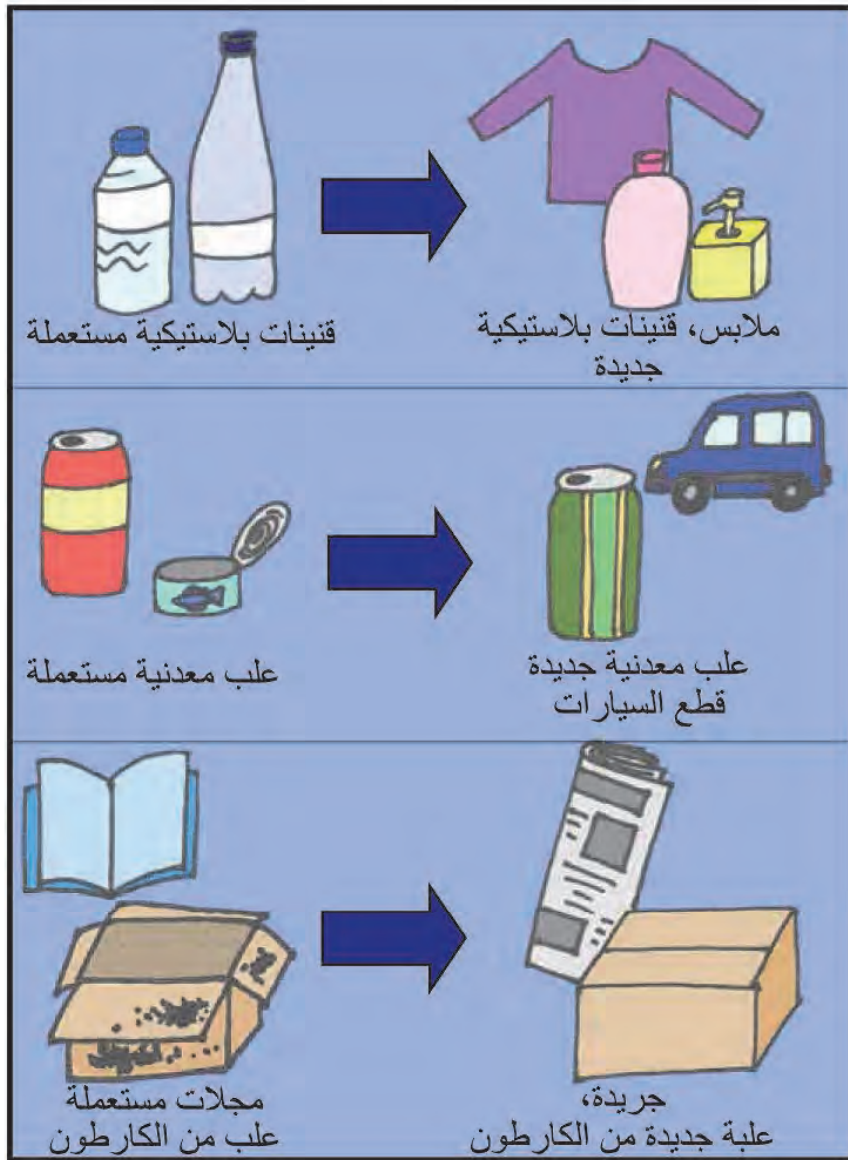 قنينات بلاستيكية مستعملة
ملابس، قنينات بلاستيكية
جديدة
علب معدنية مستعملة
علب معدنية جديدة
قطع السيارات
مجلات مستعملة
علب من الكارطون
جريدة،
علبة جديدة من الكارطون